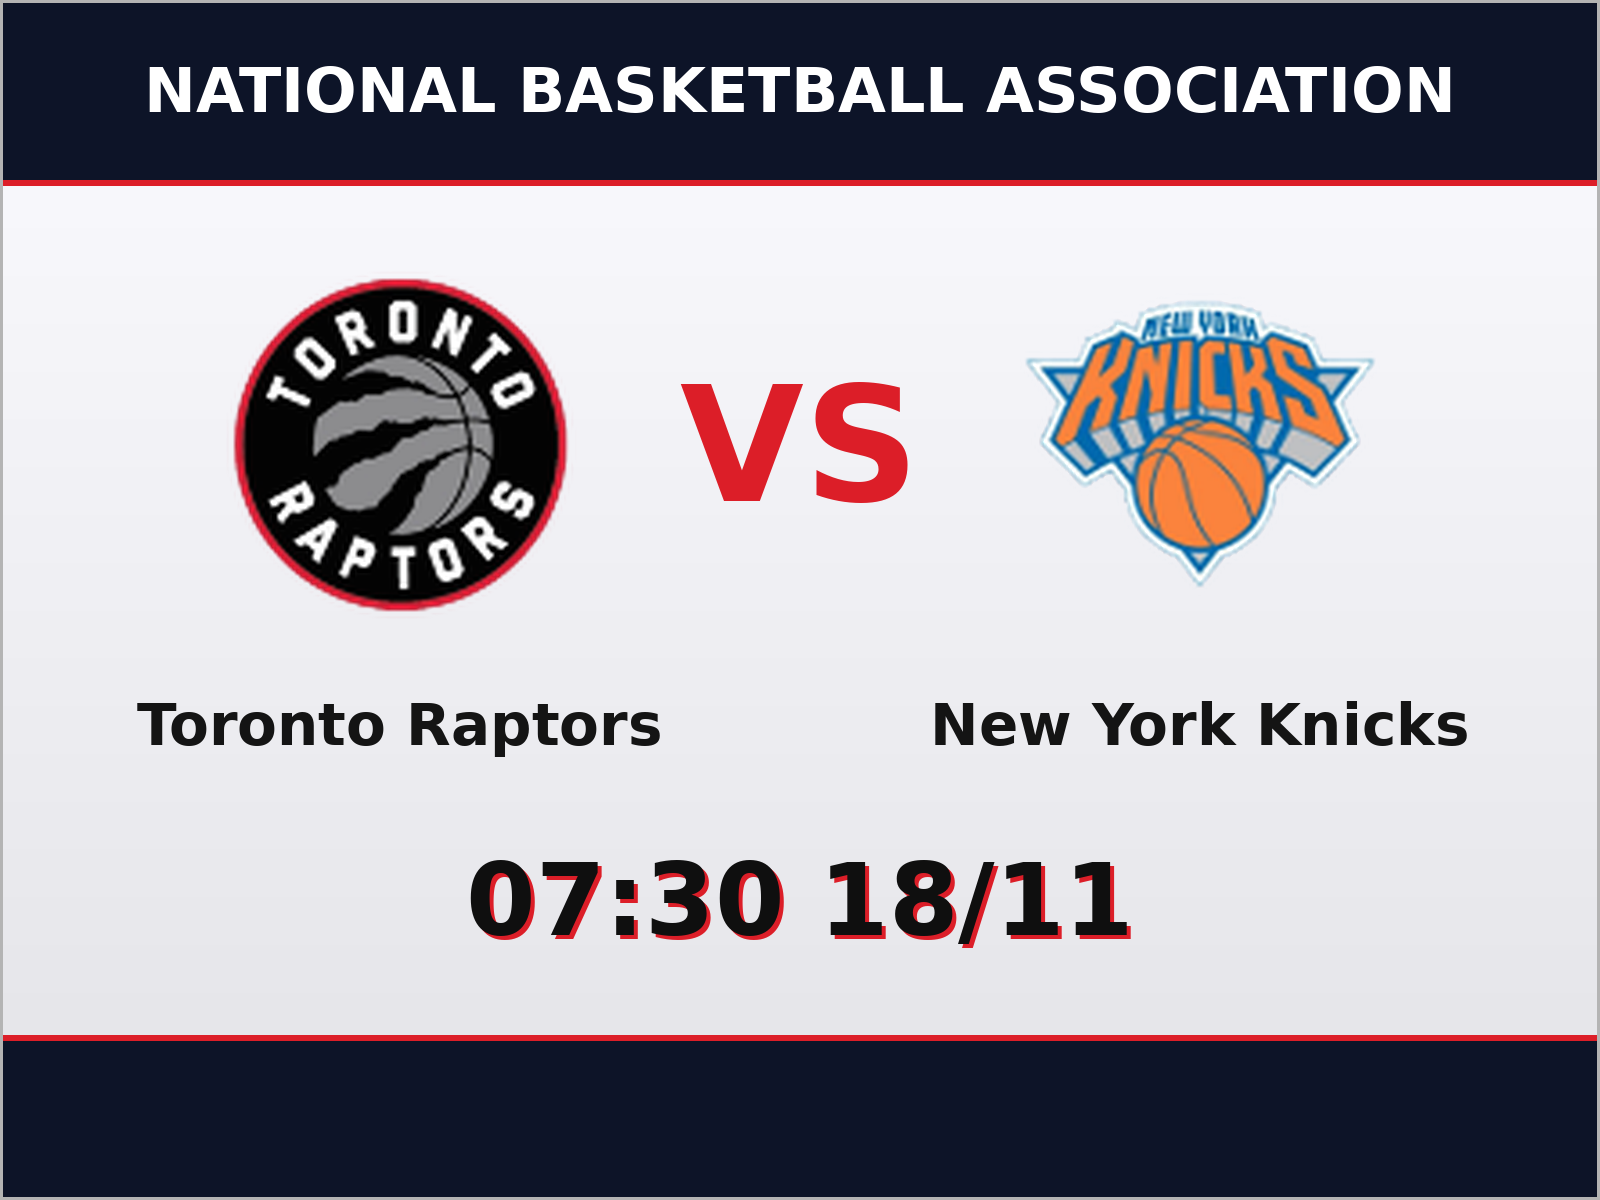 NATIONAL BASKETBALL ASSOCIATION
TORONTO
RAPTORS
VS
NEW YORK
KNICKS
Toronto Raptors
New York Knicks
07:30 18/11